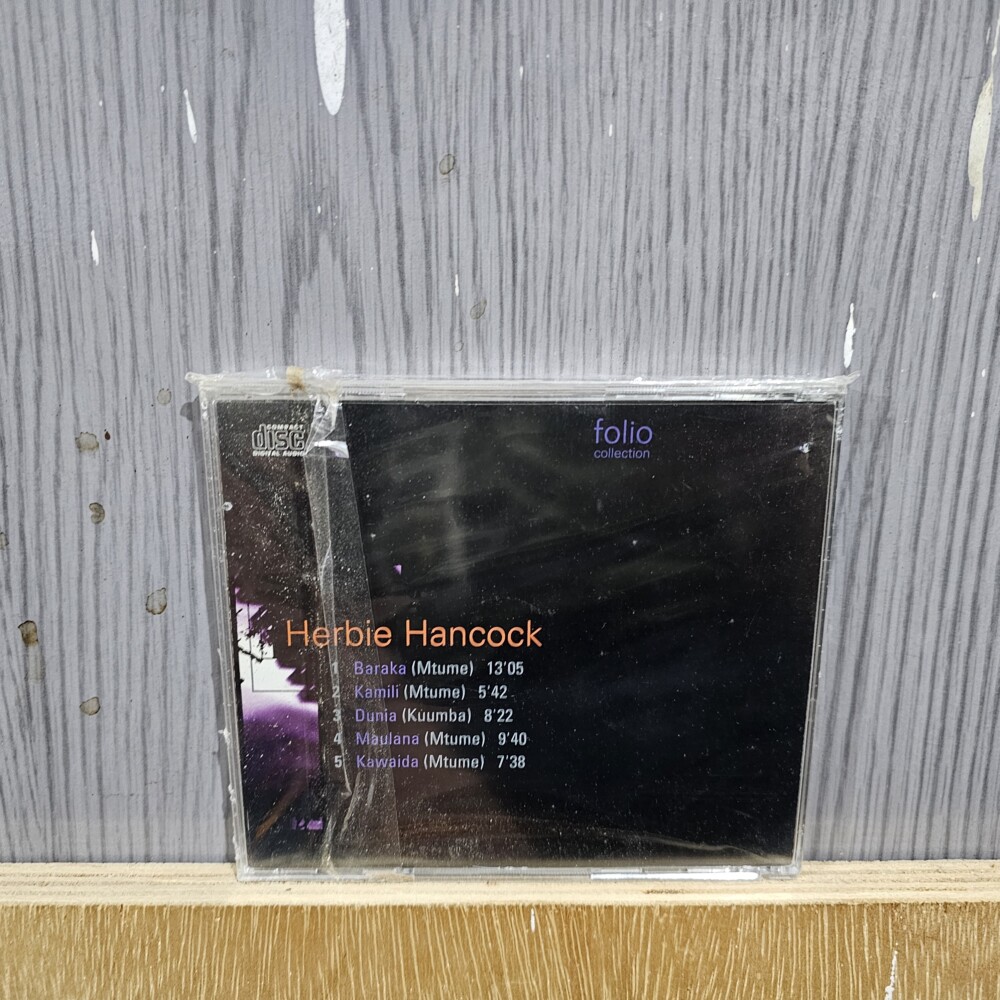 COMPACT
disc
DIGITAL AUDIO
folio
collection
Herbie Hancock
1 Baraka (Mtume) 13'05
2 Kamili (Mtume) 5'42
3 Dunia (Kuumba) 8'22
4 Maulana (Mtume) 9'40
5 Kawaida (Mtume) 7'38